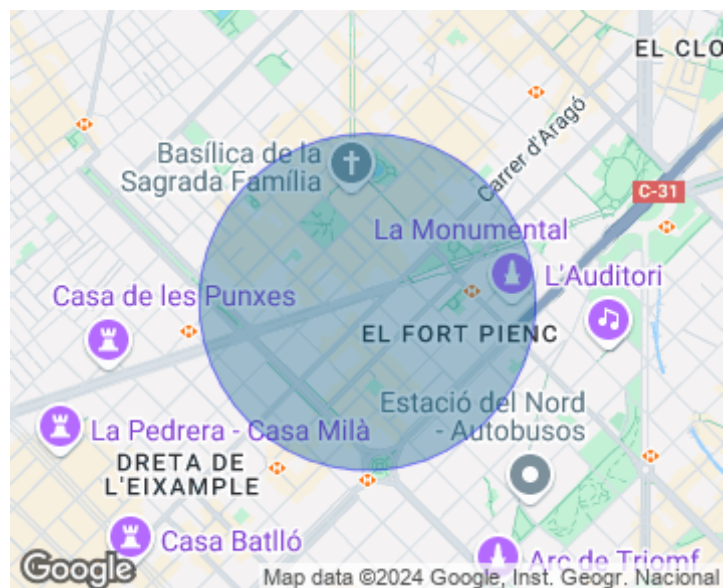 EL CLO
Basílica de la
Sagrada Família
Carrer d'Aragó
C-31
La Monumental
L'Auditori
Casa de les Punxes
EL FORT PIENC
Estació del Nord
- Autobusos
La Pedrera - Casa Milà
DRETA DE
L'EIXAMPLE
Casa Batlló
Arc de Triomf
Google
Map data ©2024 Google, Inst. Geogr. Nacional